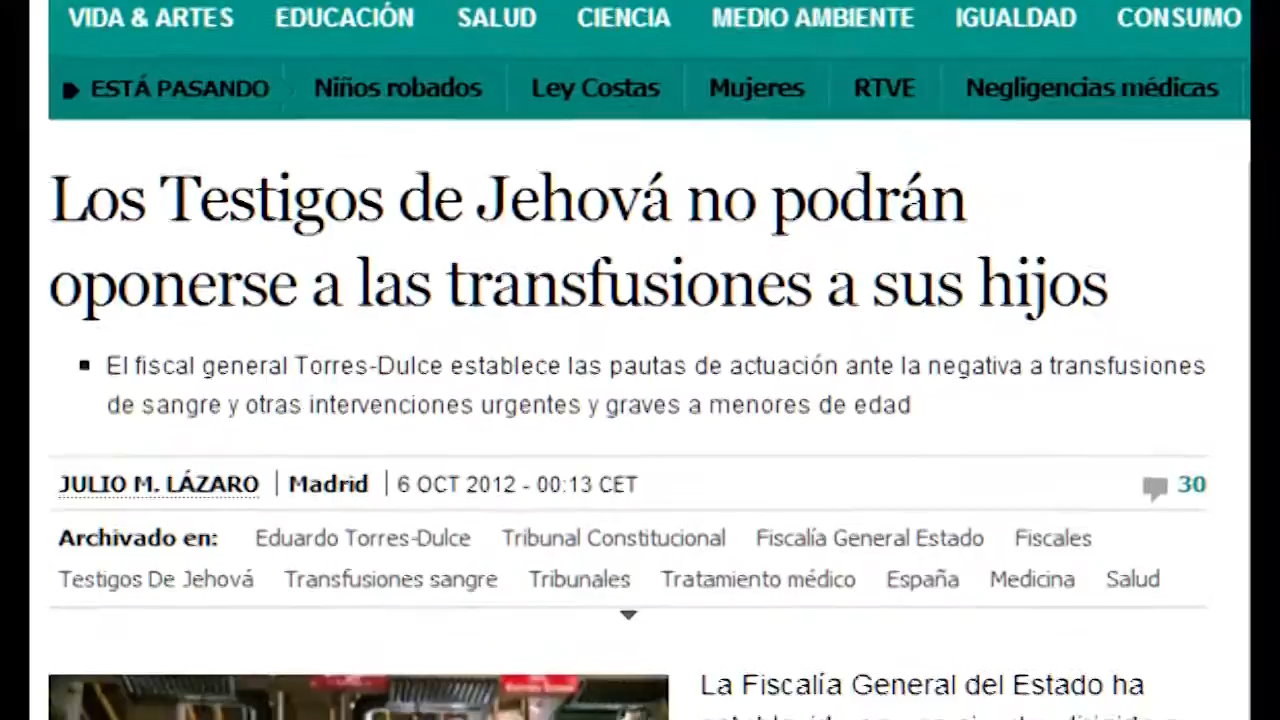 VIDA & ARTES EDUCACIÓN SALUD CIENCIA MEDIO AMBIENTE IGUALDAD CONSUMO
ESTÁ PASANDO Niños robados Ley Costas Mujeres RTVE Negligencias médicas
Los Testigos de Jehová no podrán
oponerse a las transfusiones a sus hijos
El fiscal general Torres-Dulce establece las pautas de actuación ante la negativa a transfusiones
de sangre y otras intervenciones urgentes y graves a menores de edad
JULIO M. LÁZARO Madrid 6 OCT 2012 - 00:13 CET 30
Archivado en: Eduardo Torres-Dulce Tribunal Constitucional Fiscalía General Estado Fiscales
Testigos De Jehová Transfusiones sangre Tribunales Tratamiento médico España Medicina Salud
La Fiscalía General del Estado ha